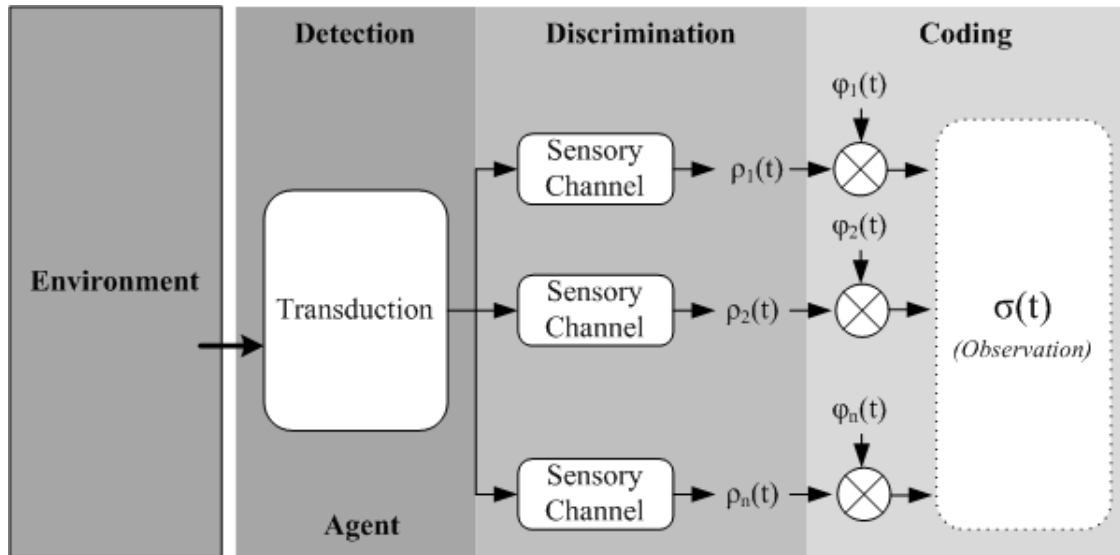 Detection
Discrimination
Coding
Environment
Agent
Transduction
Sensory
Channel
ρ₁(t)
φ₁(t)
Sensory
Channel
ρ₂(t)
φ₂(t)
Sensory
Channel
ρₙ(t)
φₙ(t)
σ(t)
(Observation)